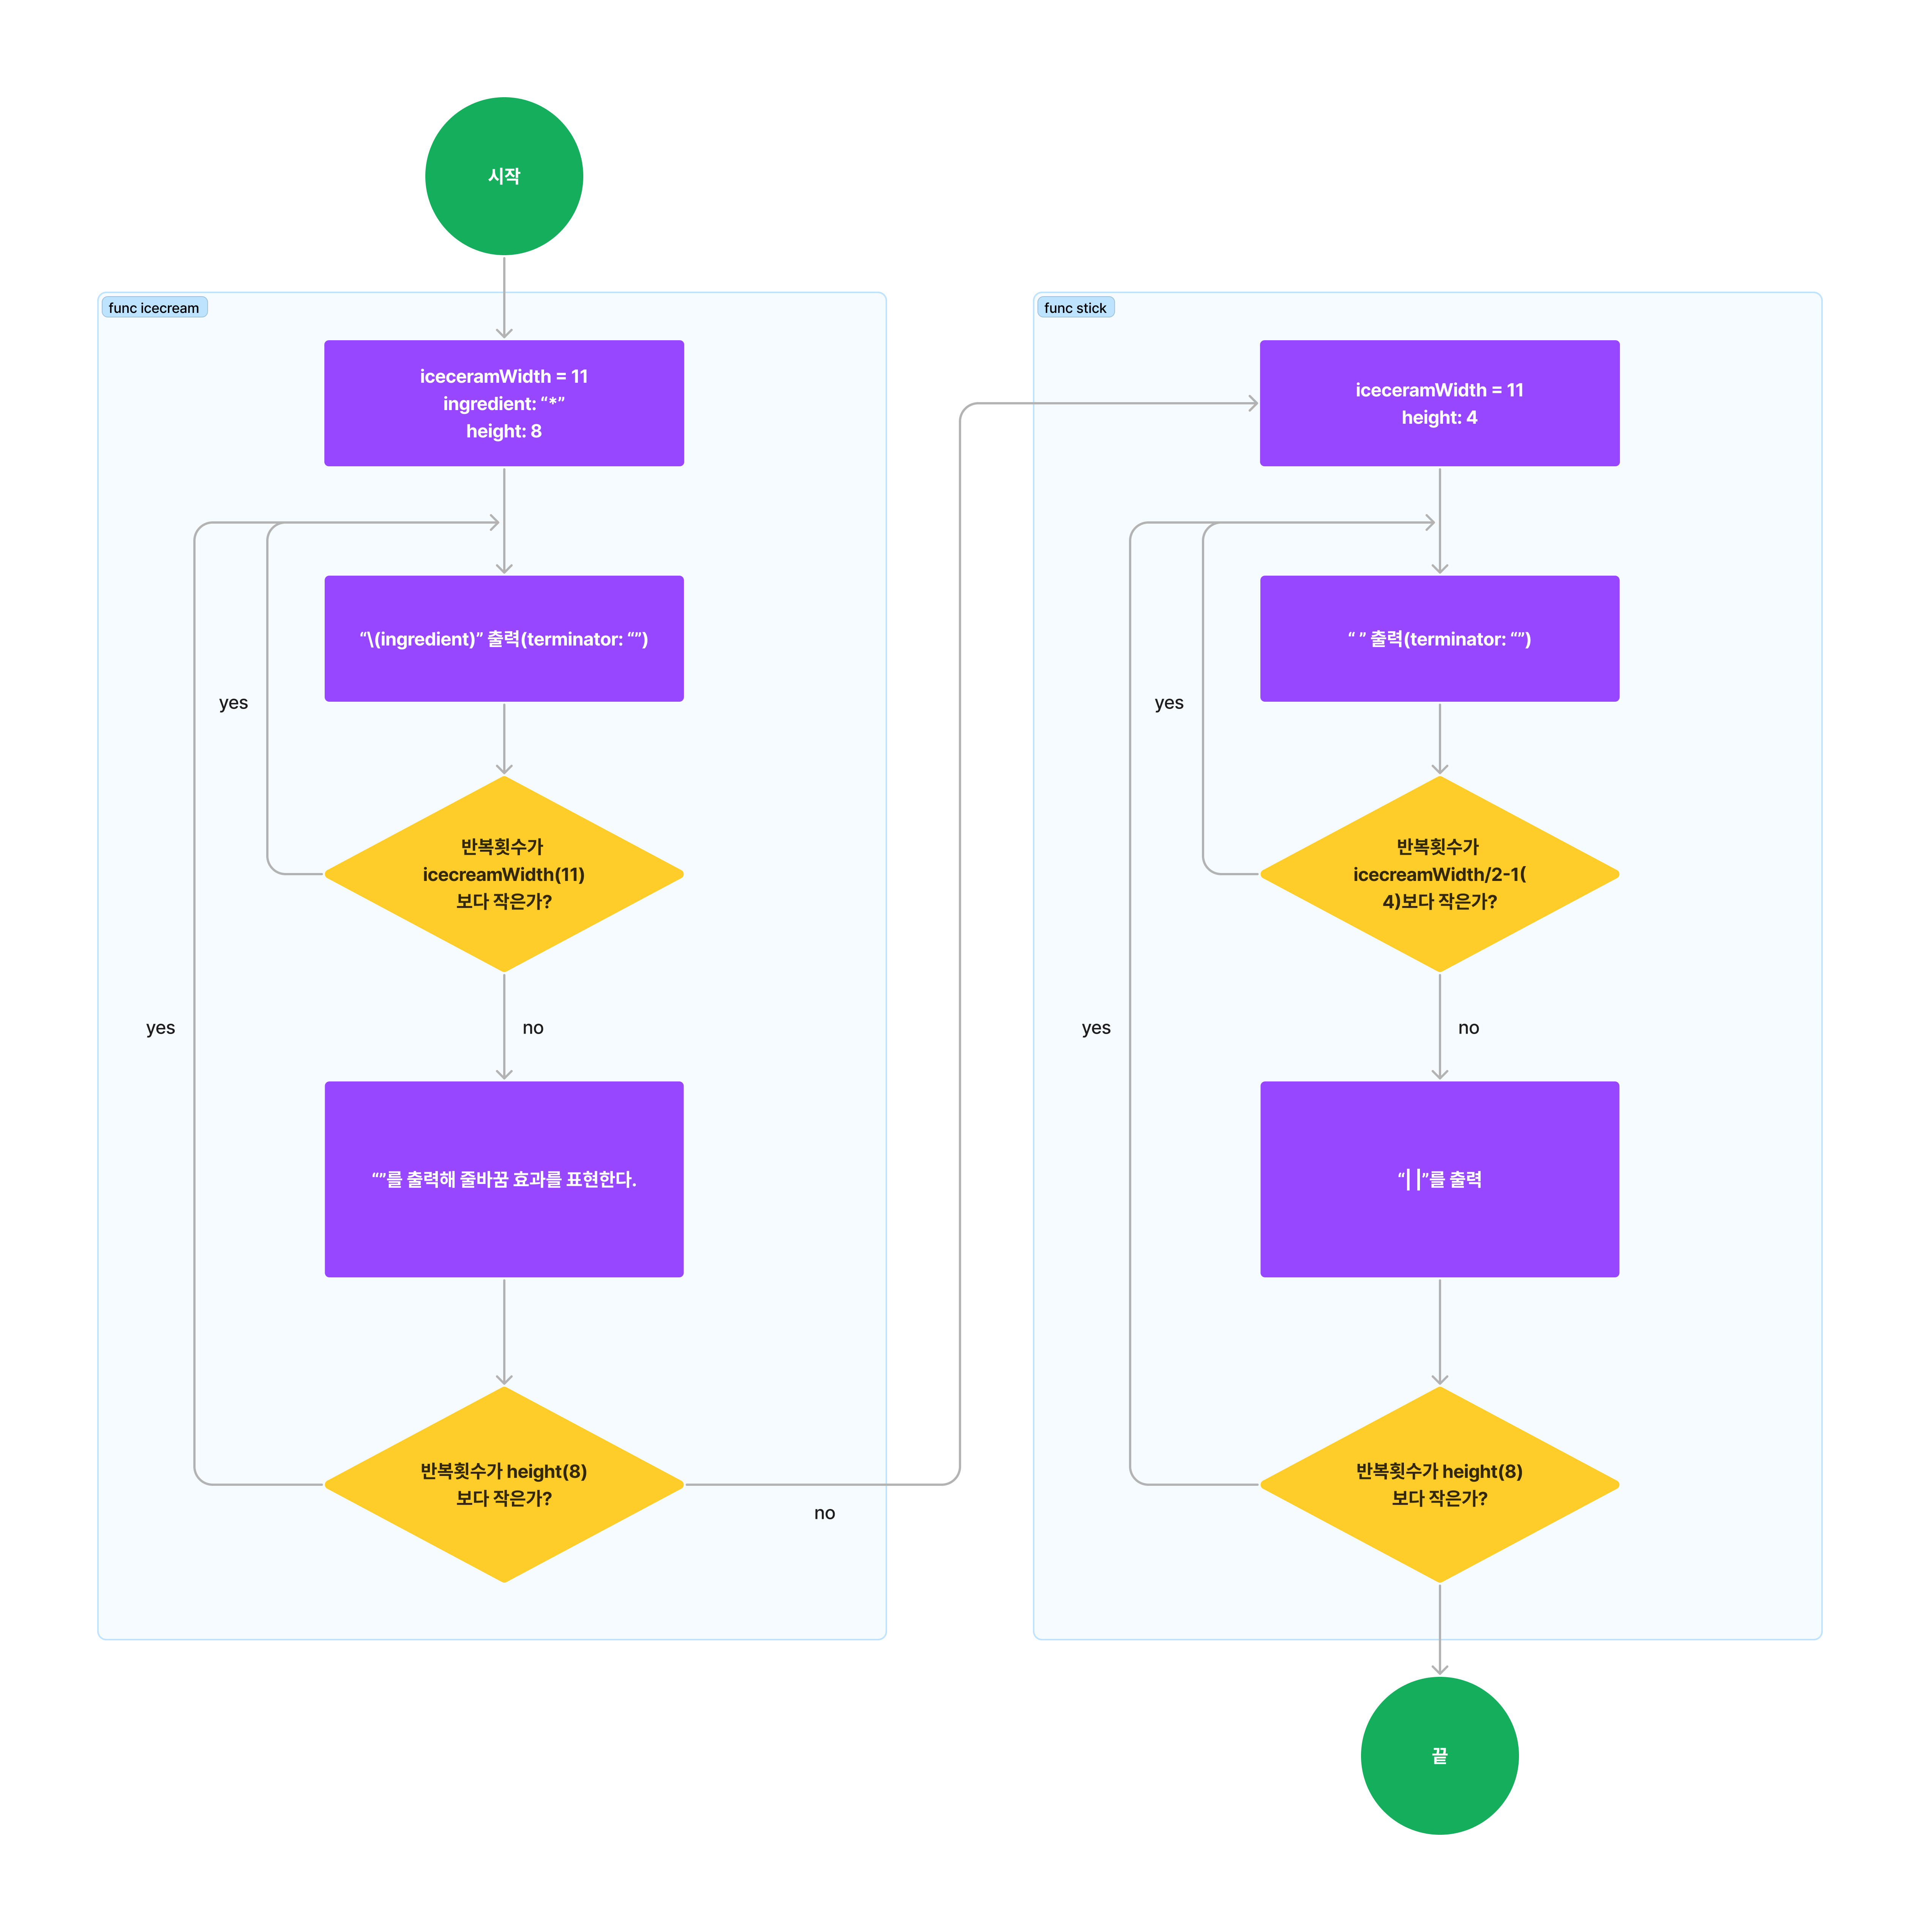 시작
func icecream
iceceramWidth = 11
ingredient: “*”
height: 8
“\(ingredient)” 출력(terminator: “”)
yes
반복횟수가
icecreamWidth(11)
보다 작은가?
yes
no
“”를 출력해 줄바꿈 효과를 표현한다.
반복횟수가 height(8)
보다 작은가?
no
func stick
iceceramWidth = 11
height: 4
“ ” 출력(terminator: “”)
yes
반복횟수가
icecreamWidth/2-1(
4)보다 작은가?
yes
no
“| |”를 출력
반복횟수가 height(8)
보다 작은가?
끝